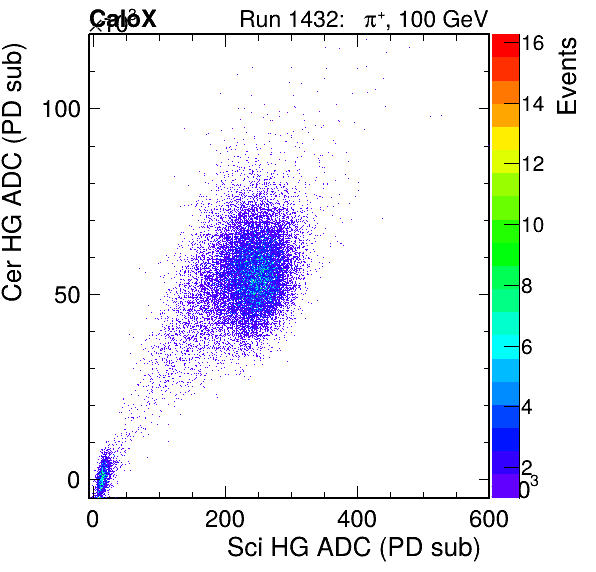 CaloX Run 1432: π+, 100 GeV
×10³
Cer HG ADC (PD sub)
100
50
0
0 200 400 600
Sci HG ADC (PD sub)
16
14
12
10
8
6
4
2
0³
Events